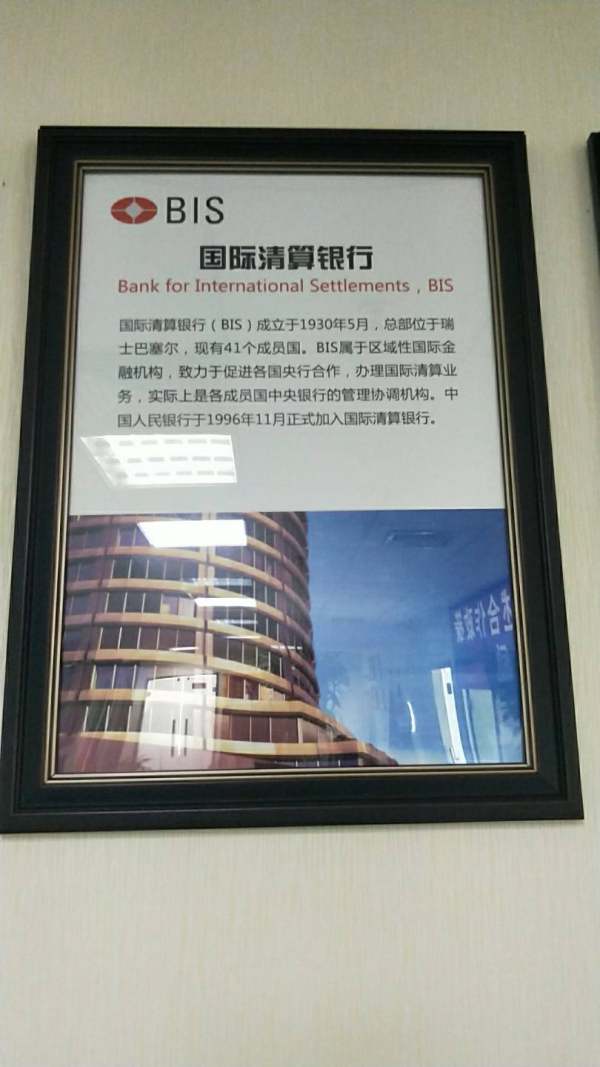 BIS
国际清算银行
Bank for International Settlements , BIS
国际清算银行（BIS）成立于1930年5月，总部位于瑞
士巴塞尔，现有41个成员国。BIS属于区域性国际金
融机构，致力于促进各国央行合作，办理国际清算业
务，实际上是各成员国中央银行的管理协调机构。中
国人民银行于1996年11月正式加入国际清算银行。